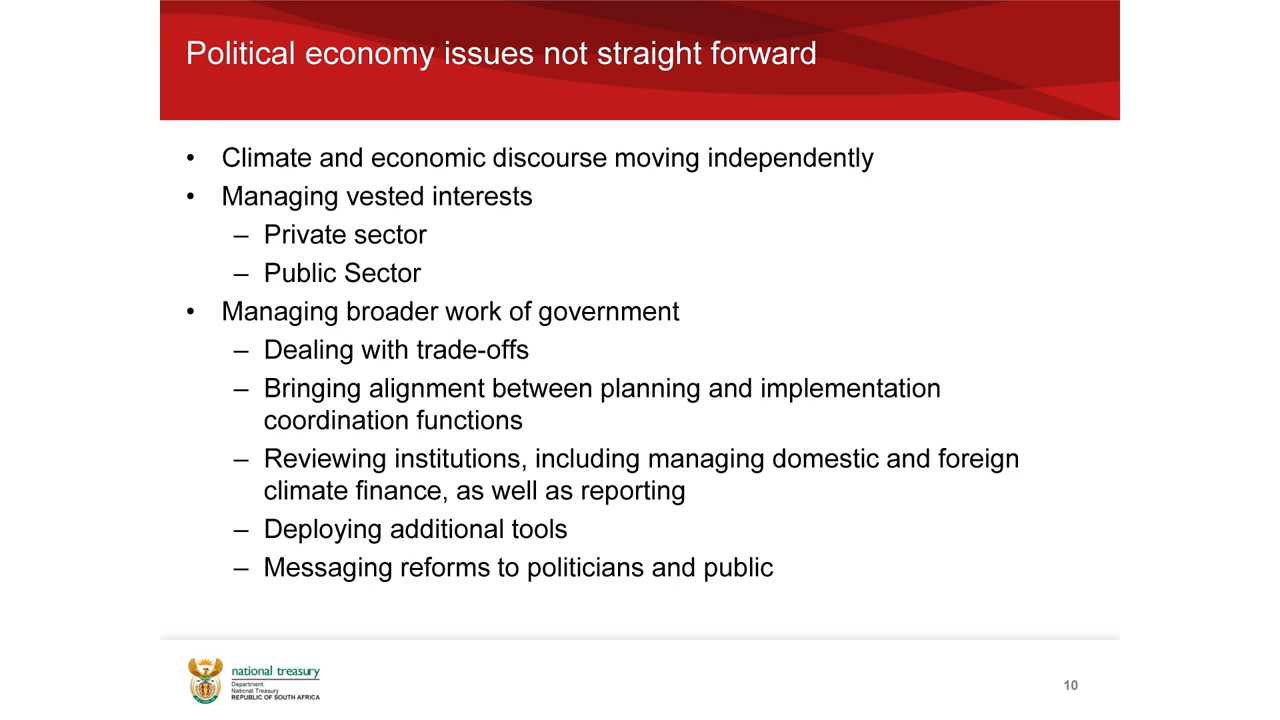 Political economy issues not straight forward
• Climate and economic discourse moving independently
• Managing vested interests
– Private sector
– Public Sector
• Managing broader work of government
– Dealing with trade-offs
– Bringing alignment between planning and implementation
coordination functions
– Reviewing institutions, including managing domestic and foreign
climate finance, as well as reporting
– Deploying additional tools
– Messaging reforms to politicians and public
national treasury
Department
National Treasury
REPUBLIC OF SOUTH AFRICA
10